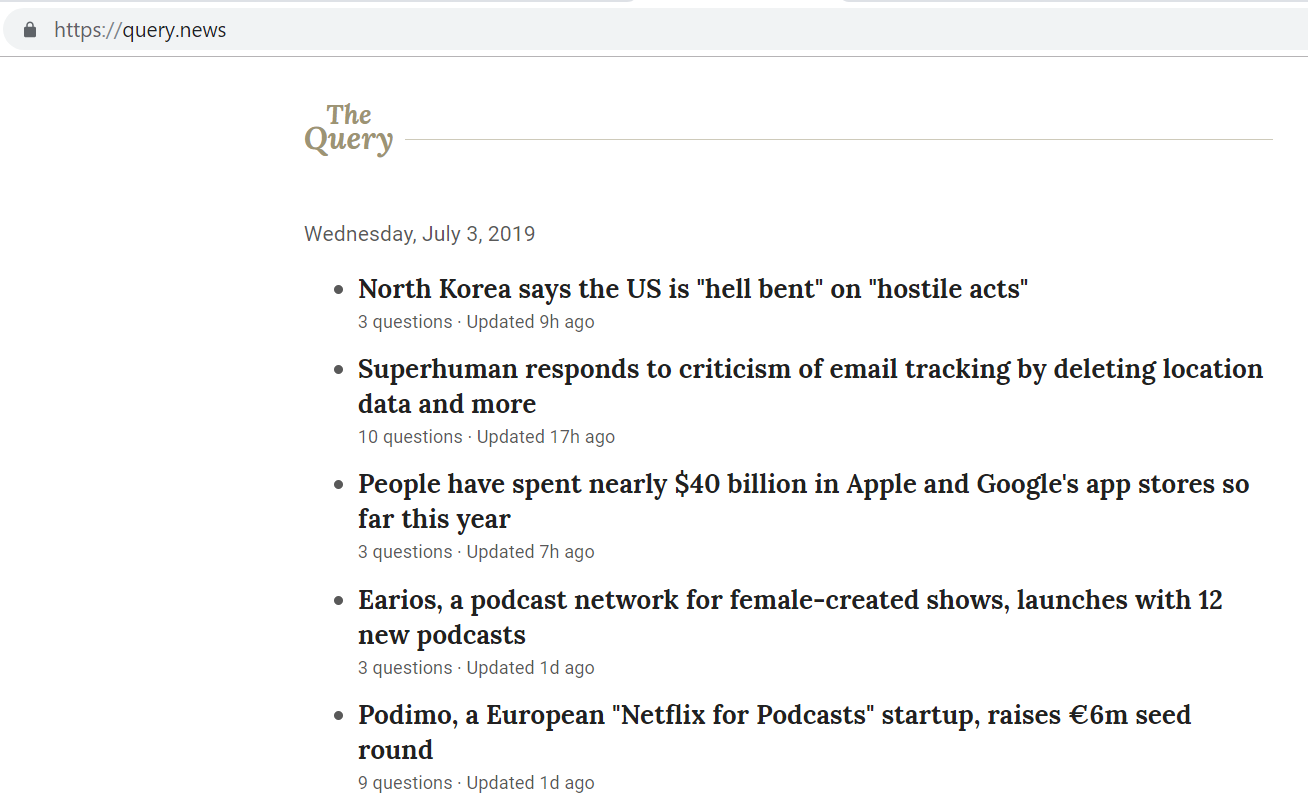 https://query.news
The
Query
Wednesday, July 3, 2019
North Korea says the US is "hell bent" on "hostile acts"
3 questions · Updated 9h ago
Superhuman responds to criticism of email tracking by deleting location
data and more
10 questions · Updated 17h ago
People have spent nearly $40 billion in Apple and Google's app stores so
far this year
3 questions · Updated 7h ago
Earios, a podcast network for female-created shows, launches with 12
new podcasts
3 questions · Updated 1d ago
Podimo, a European "Netflix for Podcasts" startup, raises €6m seed
round
9 questions · Updated 1d ago